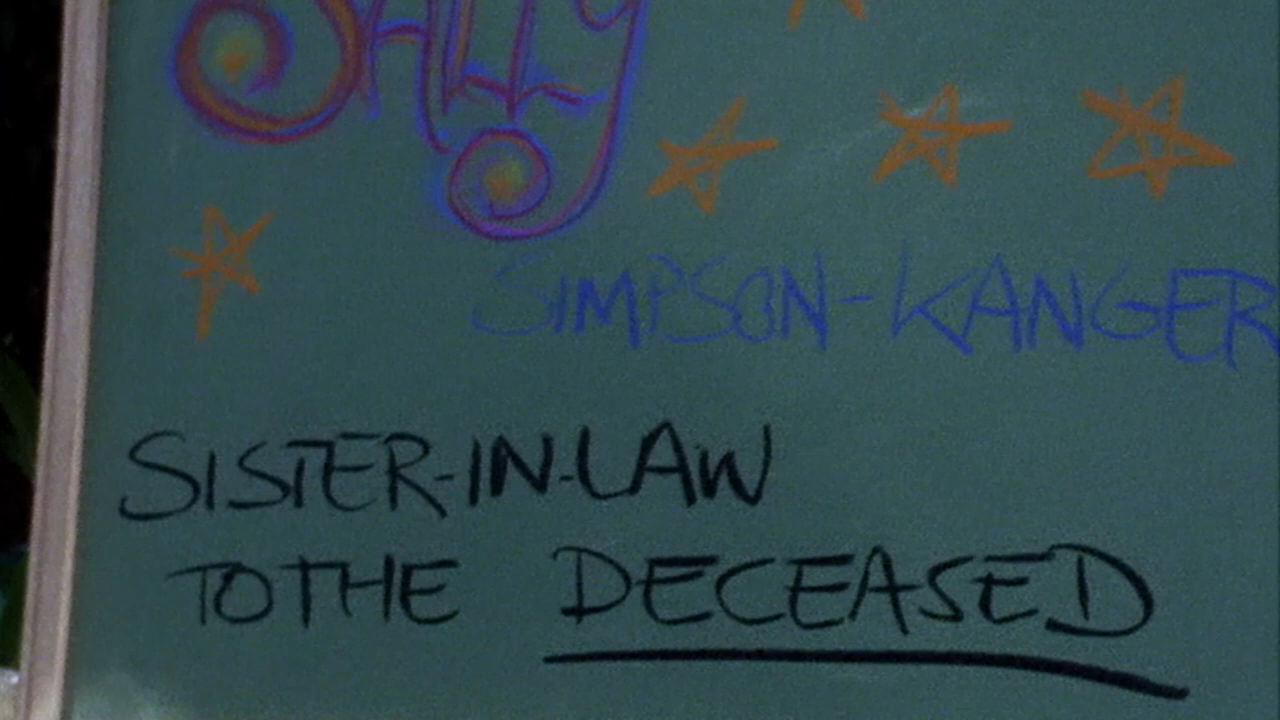 SALLY
SIMPSON-KANGER
SISTER-IN-LAW
TO THE DECEASED